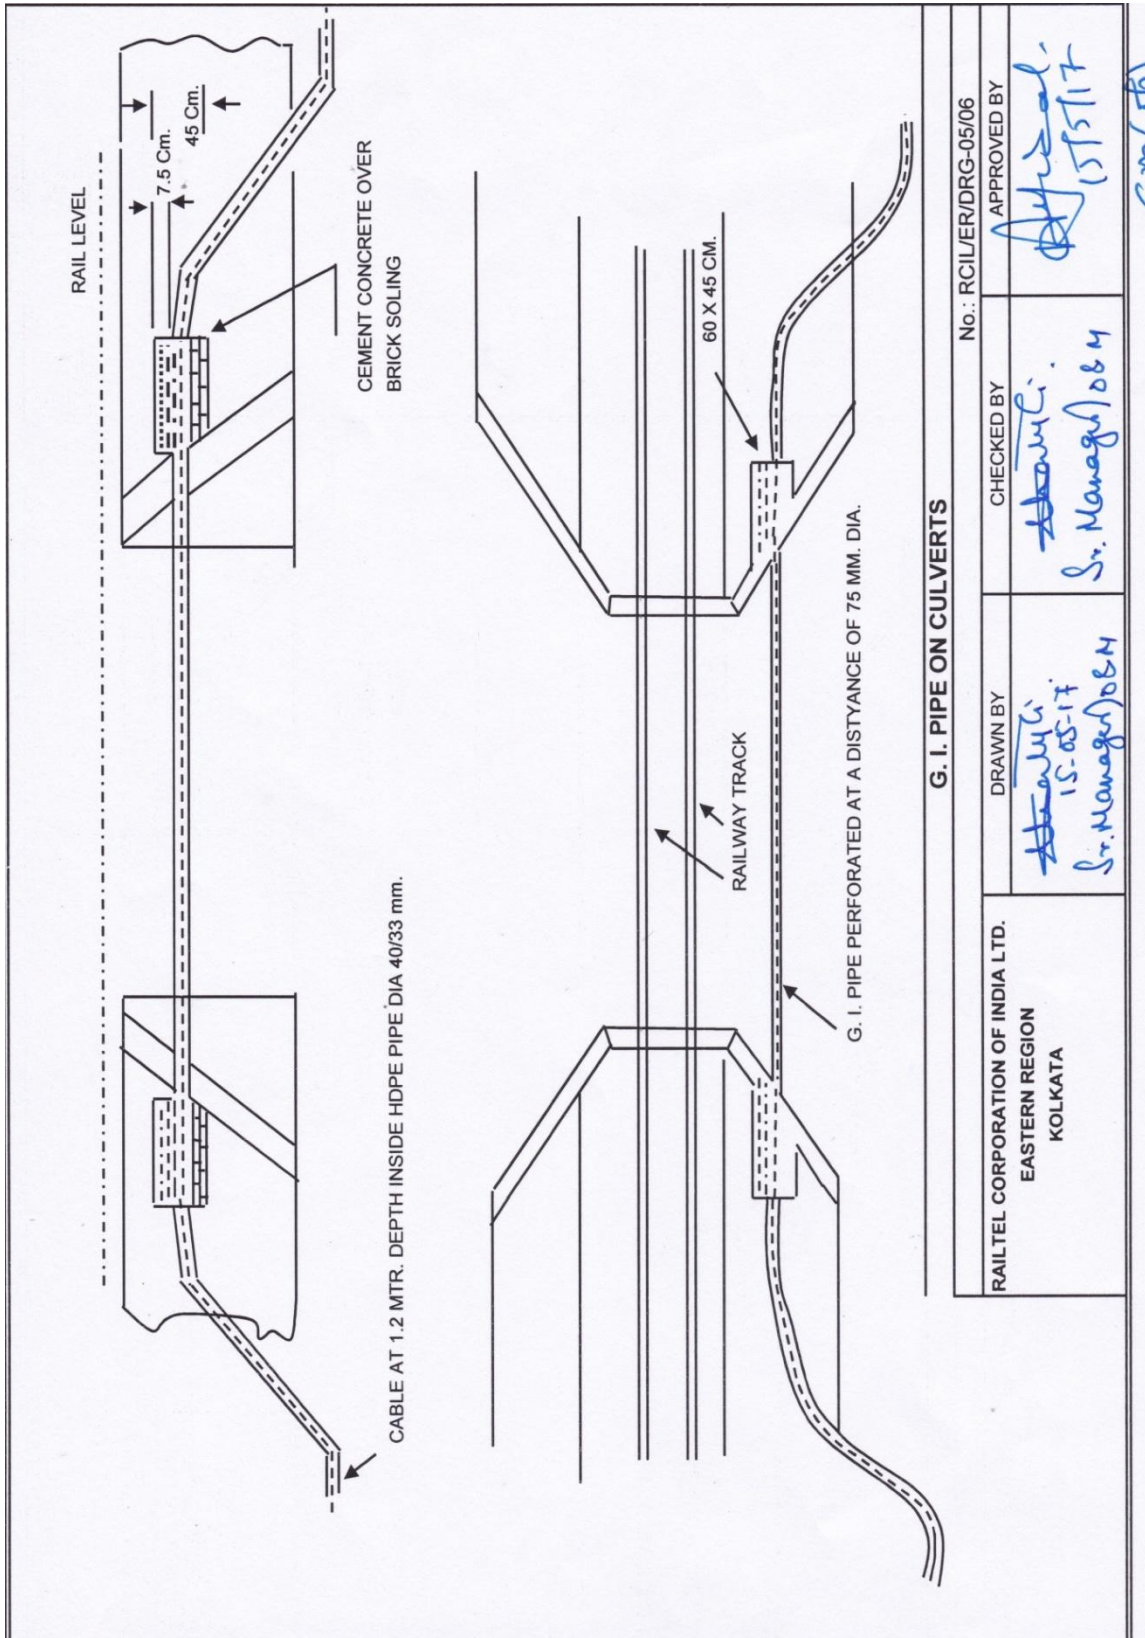 RAIL LEVEL
7.5 Cm.
45 Cm.
CEMENT CONCRETE OVER
BRICK SOLING
CABLE AT 1.2 MTR. DEPTH INSIDE HDPE PIPE DIA 40/33 mm.
60 X 45 CM.
RAILWAY TRACK
G. I. PIPE PERFORATED AT A DISTYANCE OF 75 MM. DIA.
G. I. PIPE ON CULVERTS
No.: RCIL/ER/DRG-05/06
RAILTEL CORPORATION OF INDIA LTD.
EASTERN REGION
KOLKATA
DRAWN BY
15-05-17
Sr. Manager/O&M
CHECKED BY
Sr. Manager/O&M
APPROVED BY
15/5/17